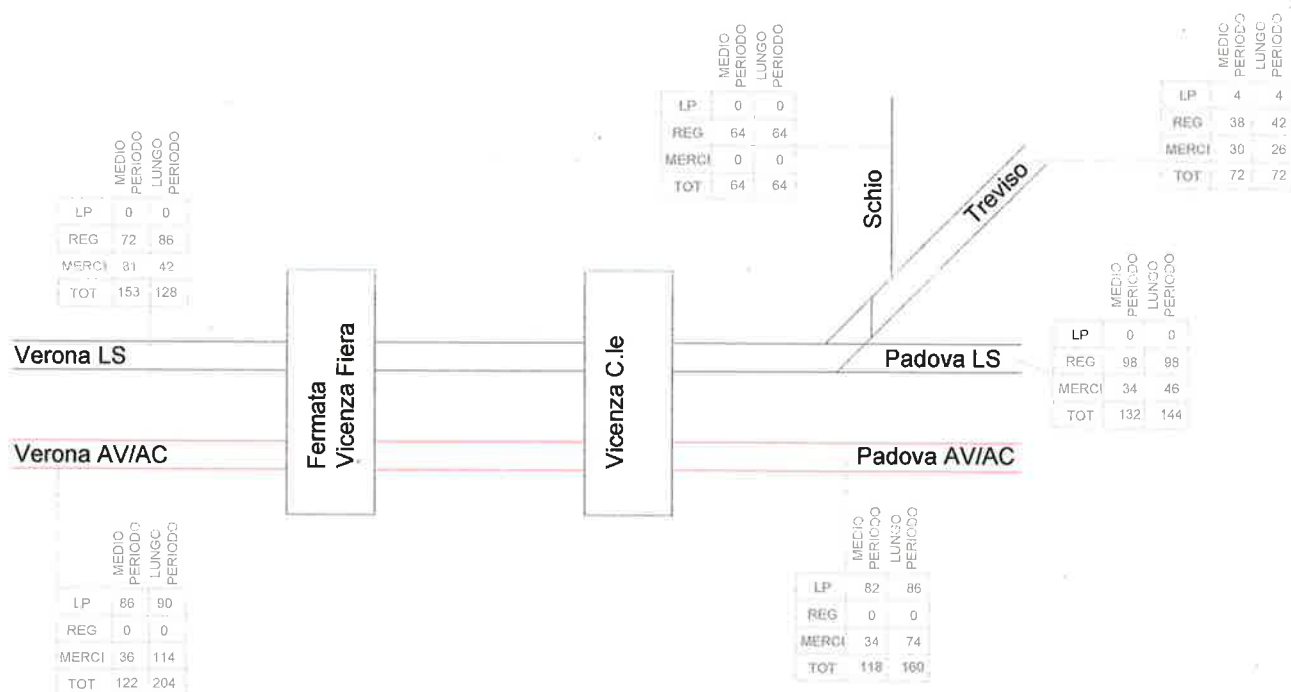 MEDIO PERIODO LUNGO PERIODO
LP 0 0
REG 64 64
MERCI 0 0
TOT 64 64
MEDIO PERIODO LUNGO PERIODO
LP 4 4
REG 38 42
MERCI 30 26
TOT 72 72
MEDIO PERIODO LUNGO PERIODO
LP 0 0
REG 72 86
MERCI 81 42
TOT 153 128
Schio
Treviso
MEDIO PERIODO LUNGO PERIODO
LP 0 0
REG 98 98
MERCI 34 46
TOT 132 144
Verona LS
Fermata
Vicenza Fiera
Vicenza C.le
Padova LS
Verona AV/AC
Padova AV/AC
MEDIO PERIODO LUNGO PERIODO
LP 86 90
REG 0 0
MERCI 36 114
TOT 122 204
MEDIO PERIODO LUNGO PERIODO
LP 82 86
REG 0 0
MERCI 34 74
TOT 118 160